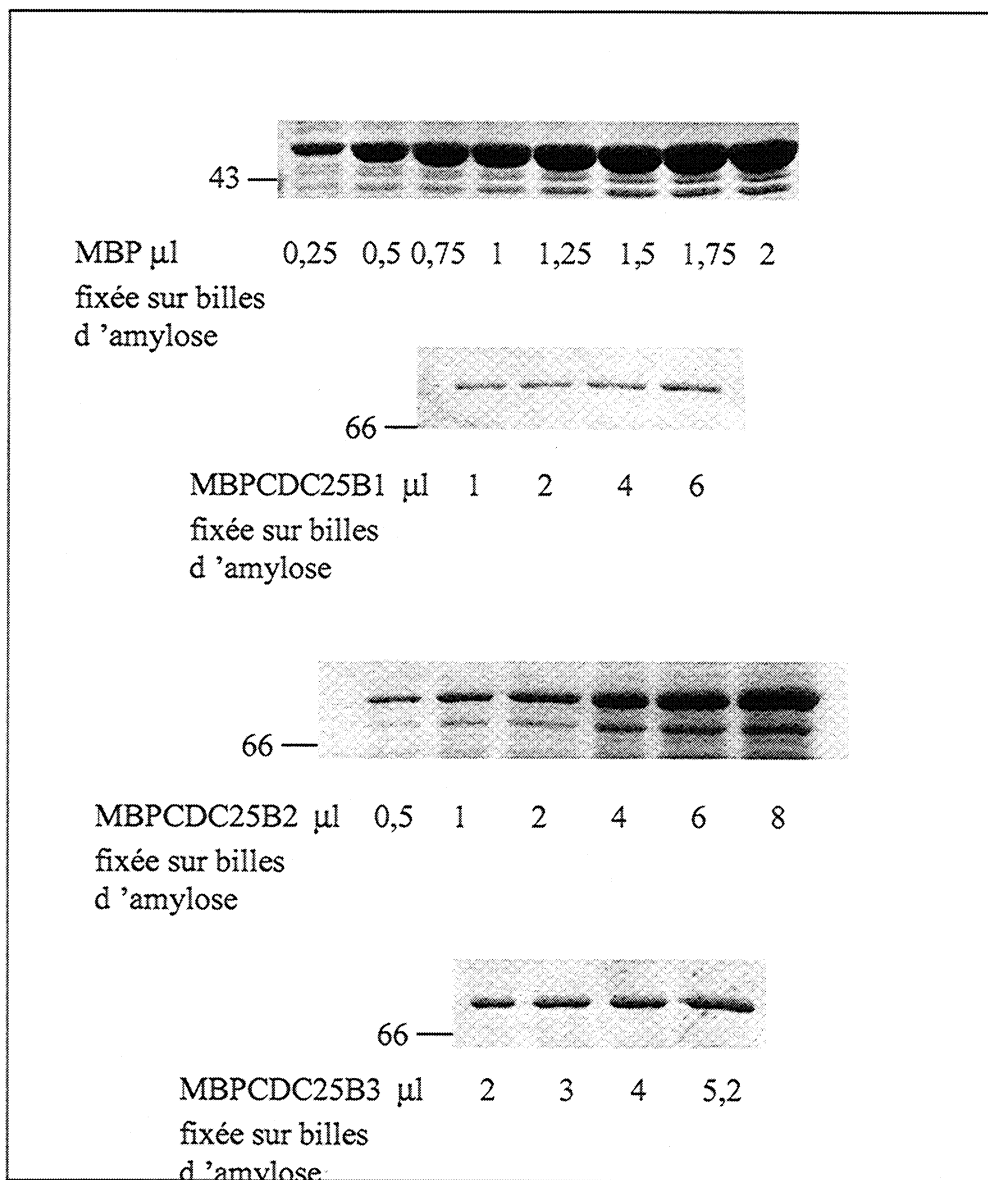 43
MBP μl 0,25 0,5 0,75 1 1,25 1,5 1,75 2
fixée sur billes
d ’amylose
66
MBPCDC25B1 μl 1 2 4 6
fixée sur billes
d ’amylose
66
MBPCDC25B2 μl 0,5 1 2 4 6 8
fixée sur billes
d ’amylose
66
MBPCDC25B3 μl 2 3 4 5,2
fixée sur billes
d ’amylose